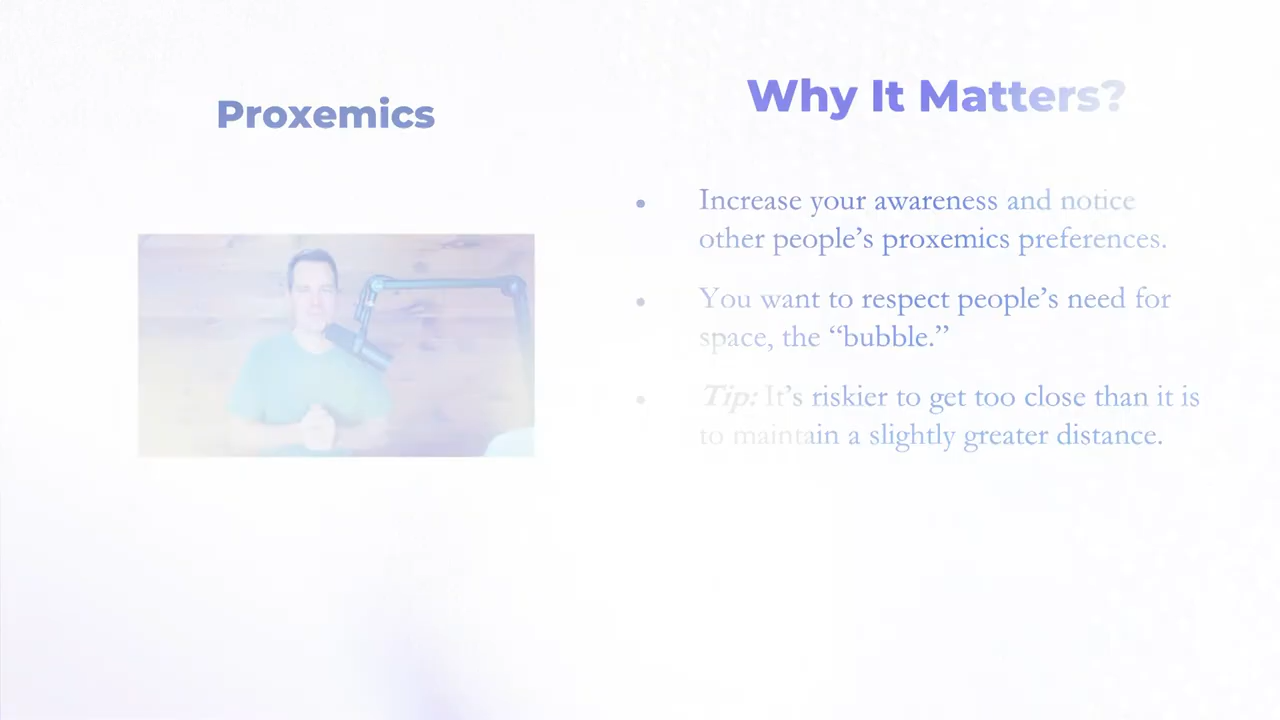 Proxemics
Why It Matters?
• Increase your awareness and notice
other people’s proxemics preferences.
• You want to respect people’s need for
space, the “bubble.”
• Tip: It’s riskier to get too close than it is
to maintain a slightly greater distance.